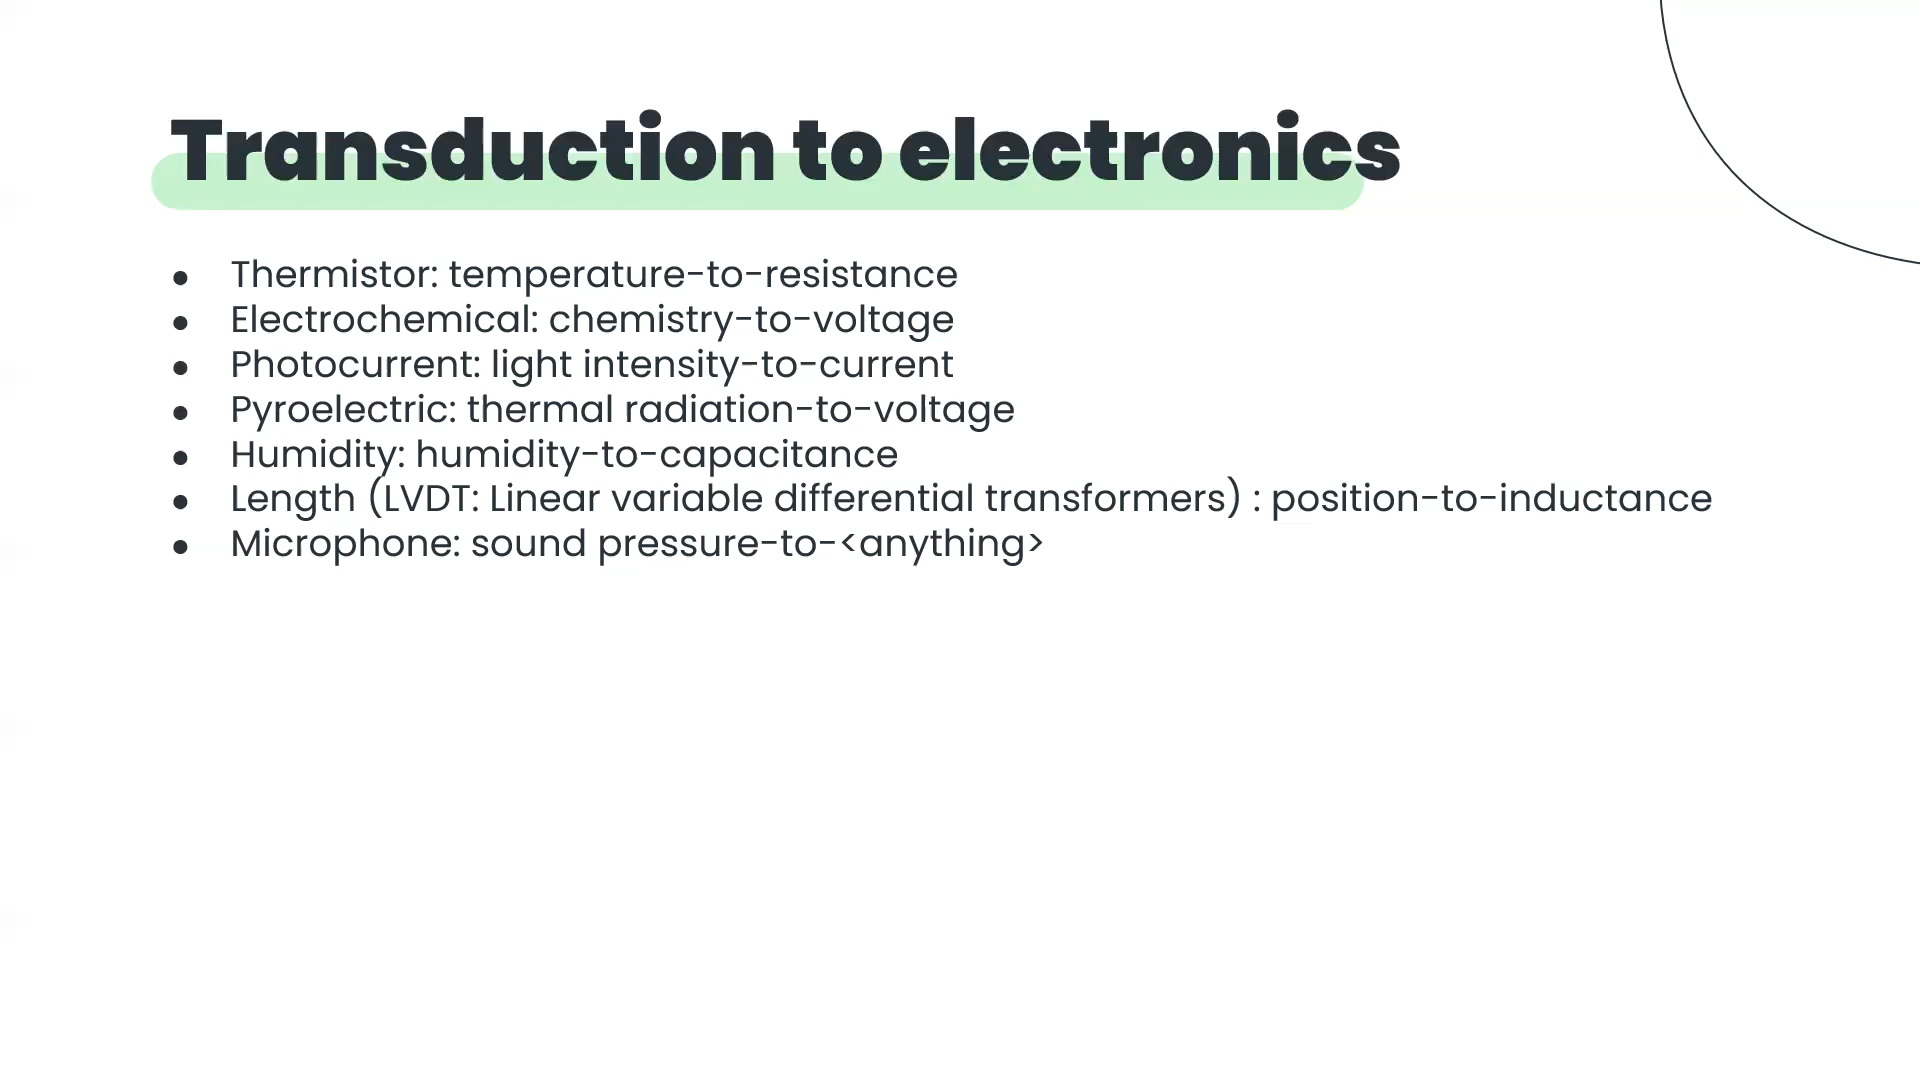 Transduction to electronics
● Thermistor: temperature-to-resistance
● Electrochemical: chemistry-to-voltage
● Photocurrent: light intensity-to-current
● Pyroelectric: thermal radiation-to-voltage
● Humidity: humidity-to-capacitance
● Length (LVDT: Linear variable differential transformers) : position-to-inductance
● Microphone: sound pressure-to-<anything>